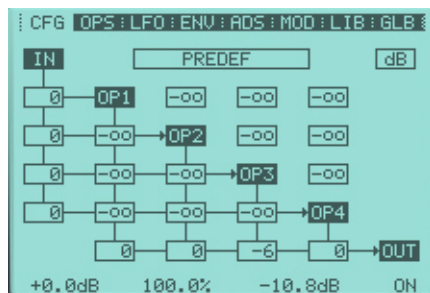 CFG OPS:LFO:ENV:ADS:MOD:LIB:GLB
IN PREDEF dB
0 OP1 -oo -oo -oo
0 -oo OP2 -oo -oo
0 -oo -oo OP3 -oo
0 -oo -oo -oo OP4
0 0 -6 0 OUT
+0.0dB 100.0% -10.8dB ON